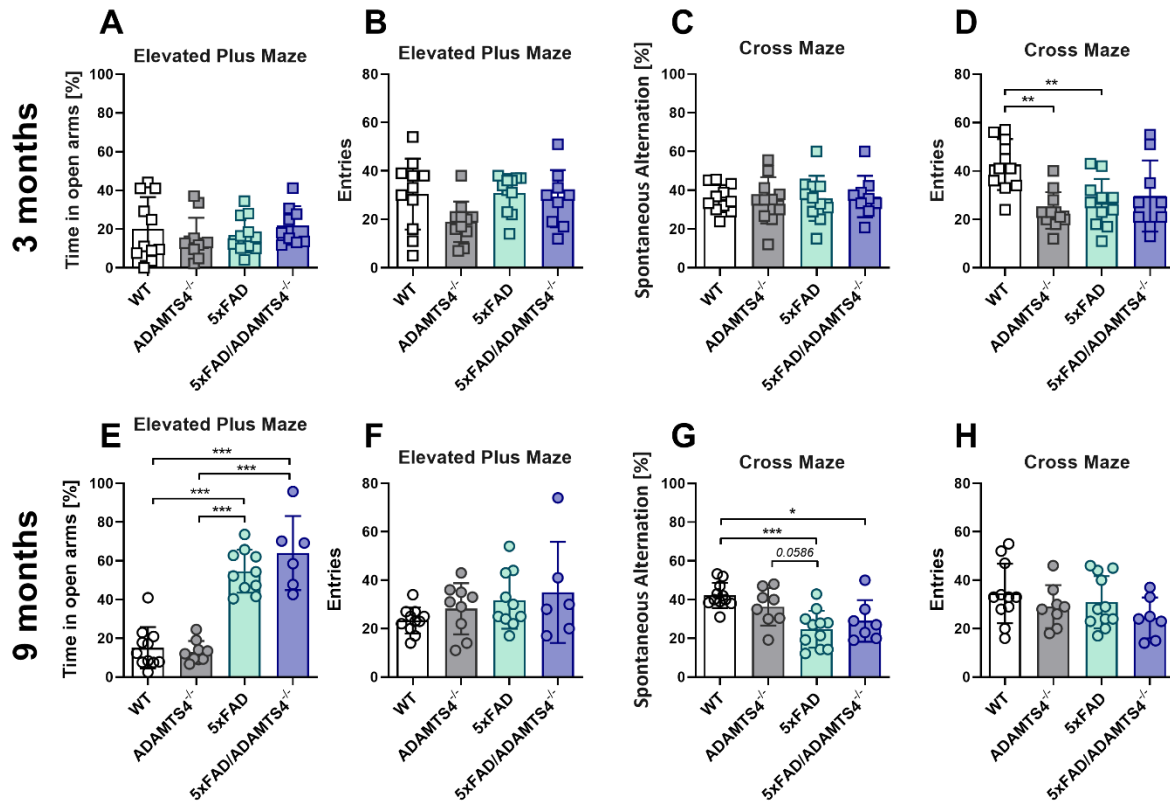 3 months
A
Elevated Plus Maze
Time in open arms [%]
100
80
60
40
20
0
WT
ADAMTS4-/-
5xFAD
5xFAD/ADAMTS4-/-
B
Elevated Plus Maze
Entries
80
60
40
20
0
WT
ADAMTS4-/-
5xFAD
5xFAD/ADAMTS4-/-
C
Cross Maze
Spontaneous Alternation [%]
100
80
60
40
20
0
WT
ADAMTS4-/-
5xFAD
5xFAD/ADAMTS4-/-
D
Cross Maze
Entries
80
60
40
20
0
**
**
WT
ADAMTS4-/-
5xFAD
5xFAD/ADAMTS4-/-
9 months
E
Elevated Plus Maze
Time in open arms [%]
100
80
60
40
20
0
***
***
***
***
WT
ADAMTS4-/-
5xFAD
5xFAD/ADAMTS4-/-
F
Elevated Plus Maze
Entries
80
60
40
20
0
WT
ADAMTS4-/-
5xFAD
5xFAD/ADAMTS4-/-
G
Cross Maze
Spontaneous Alternation [%]
100
80
60
40
20
0
*
***
0.0586
WT
ADAMTS4-/-
5xFAD
5xFAD/ADAMTS4-/-
H
Cross Maze
Entries
80
60
40
20
0
WT
ADAMTS4-/-
5xFAD
5xFAD/ADAMTS4-/-